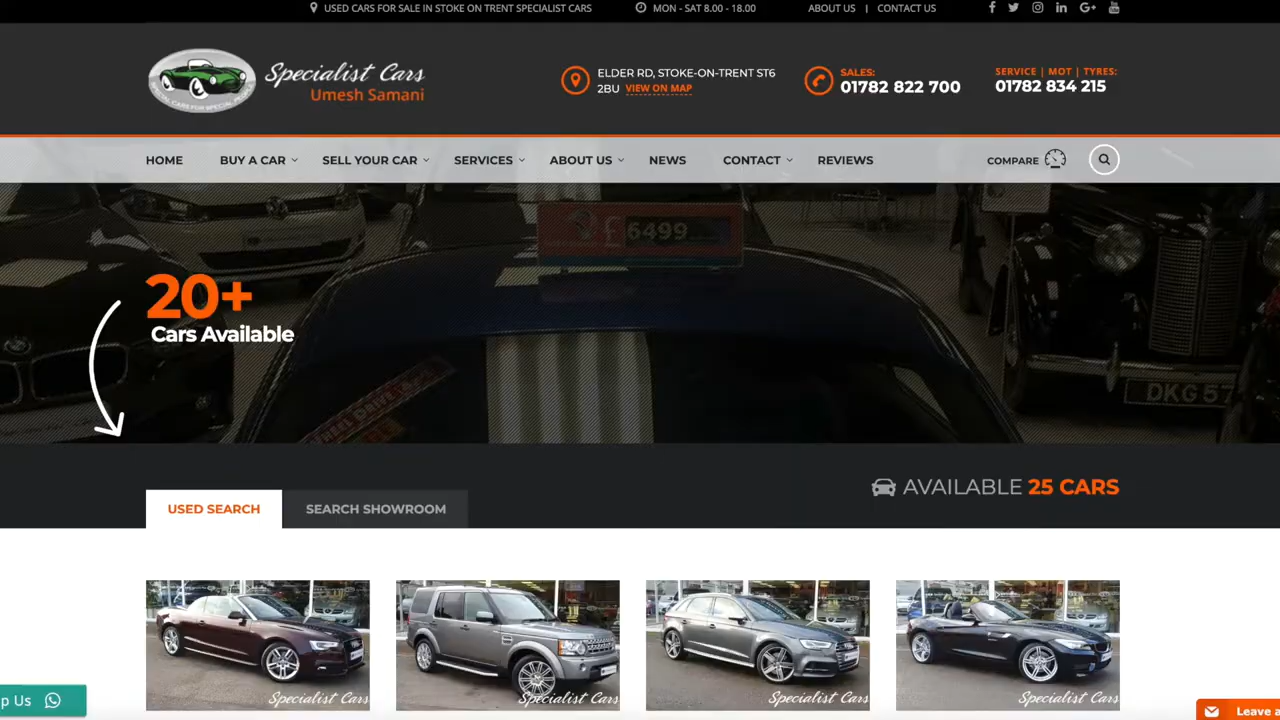 USED CARS FOR SALE IN STOKE ON TRENT SPECIALIST CARS
MON - SAT 8.00 - 18.00
ABOUT US | CONTACT US
Specialist Cars
Umesh Samani
ELDER RD, STOKE-ON-TRENT ST6
2BU VIEW ON MAP
SALES:
01782 822 700
SERVICE | MOT | TYRES:
01782 834 215
HOME
BUY A CAR
SELL YOUR CAR
SERVICES
ABOUT US
NEWS
CONTACT
REVIEWS
COMPARE
£6499
DKG 57
20+
Cars Available
AVAILABLE 25 CARS
USED SEARCH
SEARCH SHOWROOM
Specialist Cars
Specialist Cars
Specialist Cars
Specialist Cars
p Us
Leave a